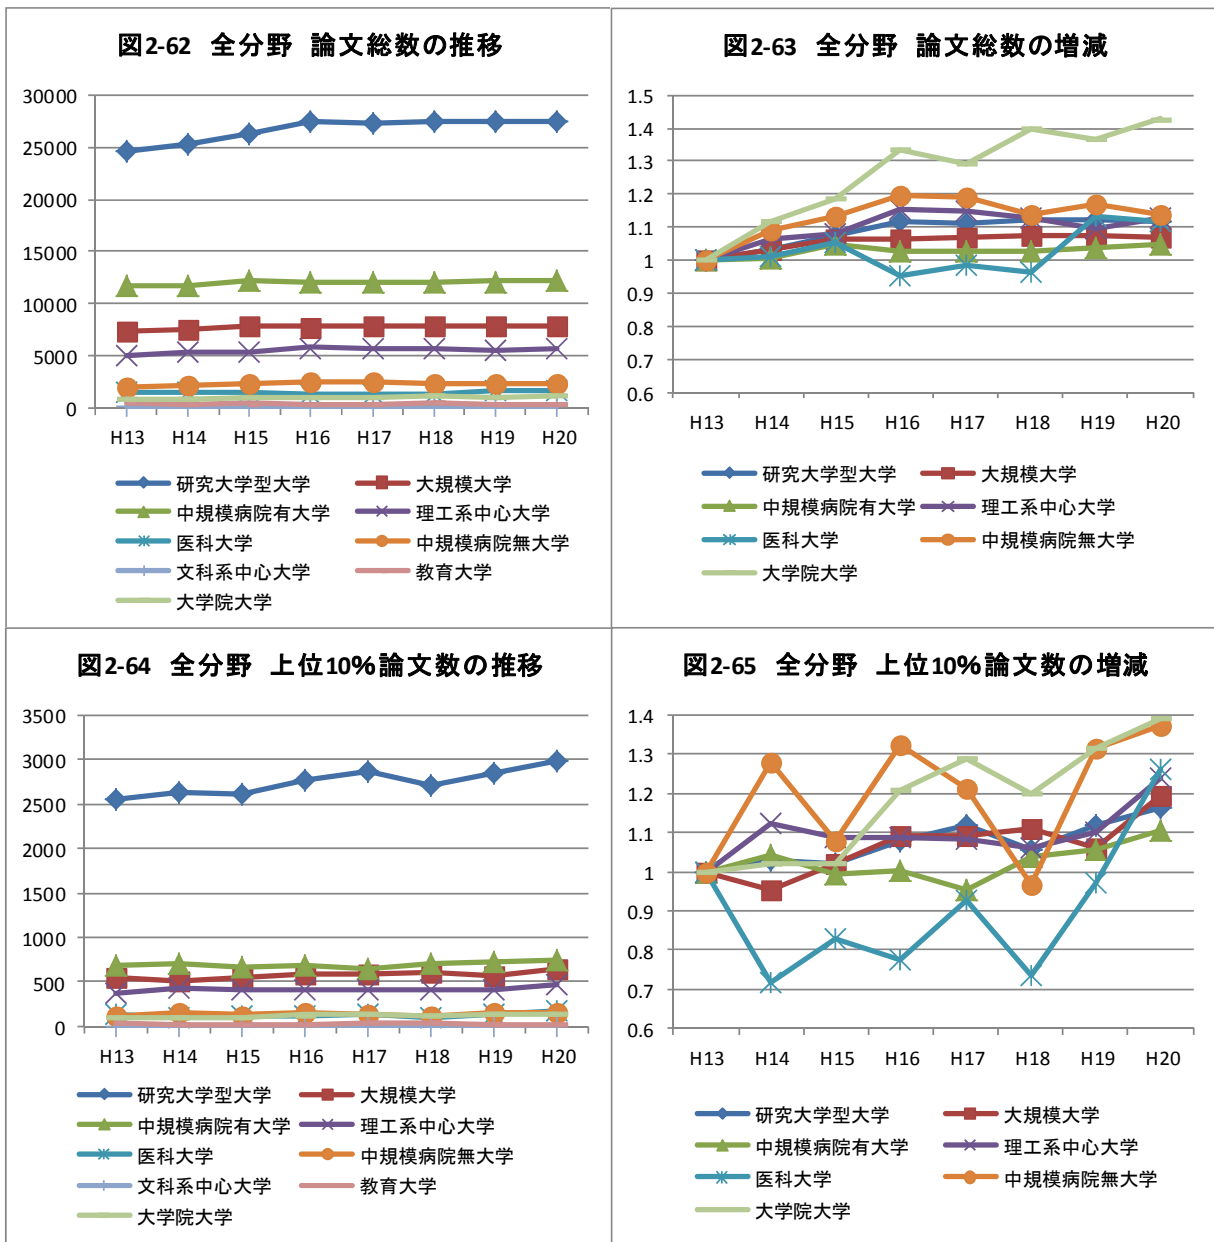 図2-62 全分野 論文総数の推移
30000
25000
20000
15000
10000
5000
0
H13 H14 H15 H16 H17 H18 H19 H20
研究大学型大学 大規模大学
中規模病院有大学 理工系中心大学
医科大学 中規模病院無大学
文科系中心大学 教育大学
大学院大学
図2-63 全分野 論文総数の増減
1.5
1.4
1.3
1.2
1.1
1
0.9
0.8
0.7
0.6
H13 H14 H15 H16 H17 H18 H19 H20
研究大学型大学 大規模大学
中規模病院有大学 理工系中心大学
医科大学 中規模病院無大学
大学院大学
図2-64 全分野 上位10%論文数の推移
3500
3000
2500
2000
1500
1000
500
0
H13 H14 H15 H16 H17 H18 H19 H20
研究大学型大学 大規模大学
中規模病院有大学 理工系中心大学
医科大学 中規模病院無大学
文科系中心大学 教育大学
大学院大学
図2-65 全分野 上位10%論文数の増減
1.4
1.3
1.2
1.1
1
0.9
0.8
0.7
0.6
H13 H14 H15 H16 H17 H18 H19 H20
研究大学型大学 大規模大学
中規模病院有大学 理工系中心大学
医科大学 中規模病院無大学
大学院大学